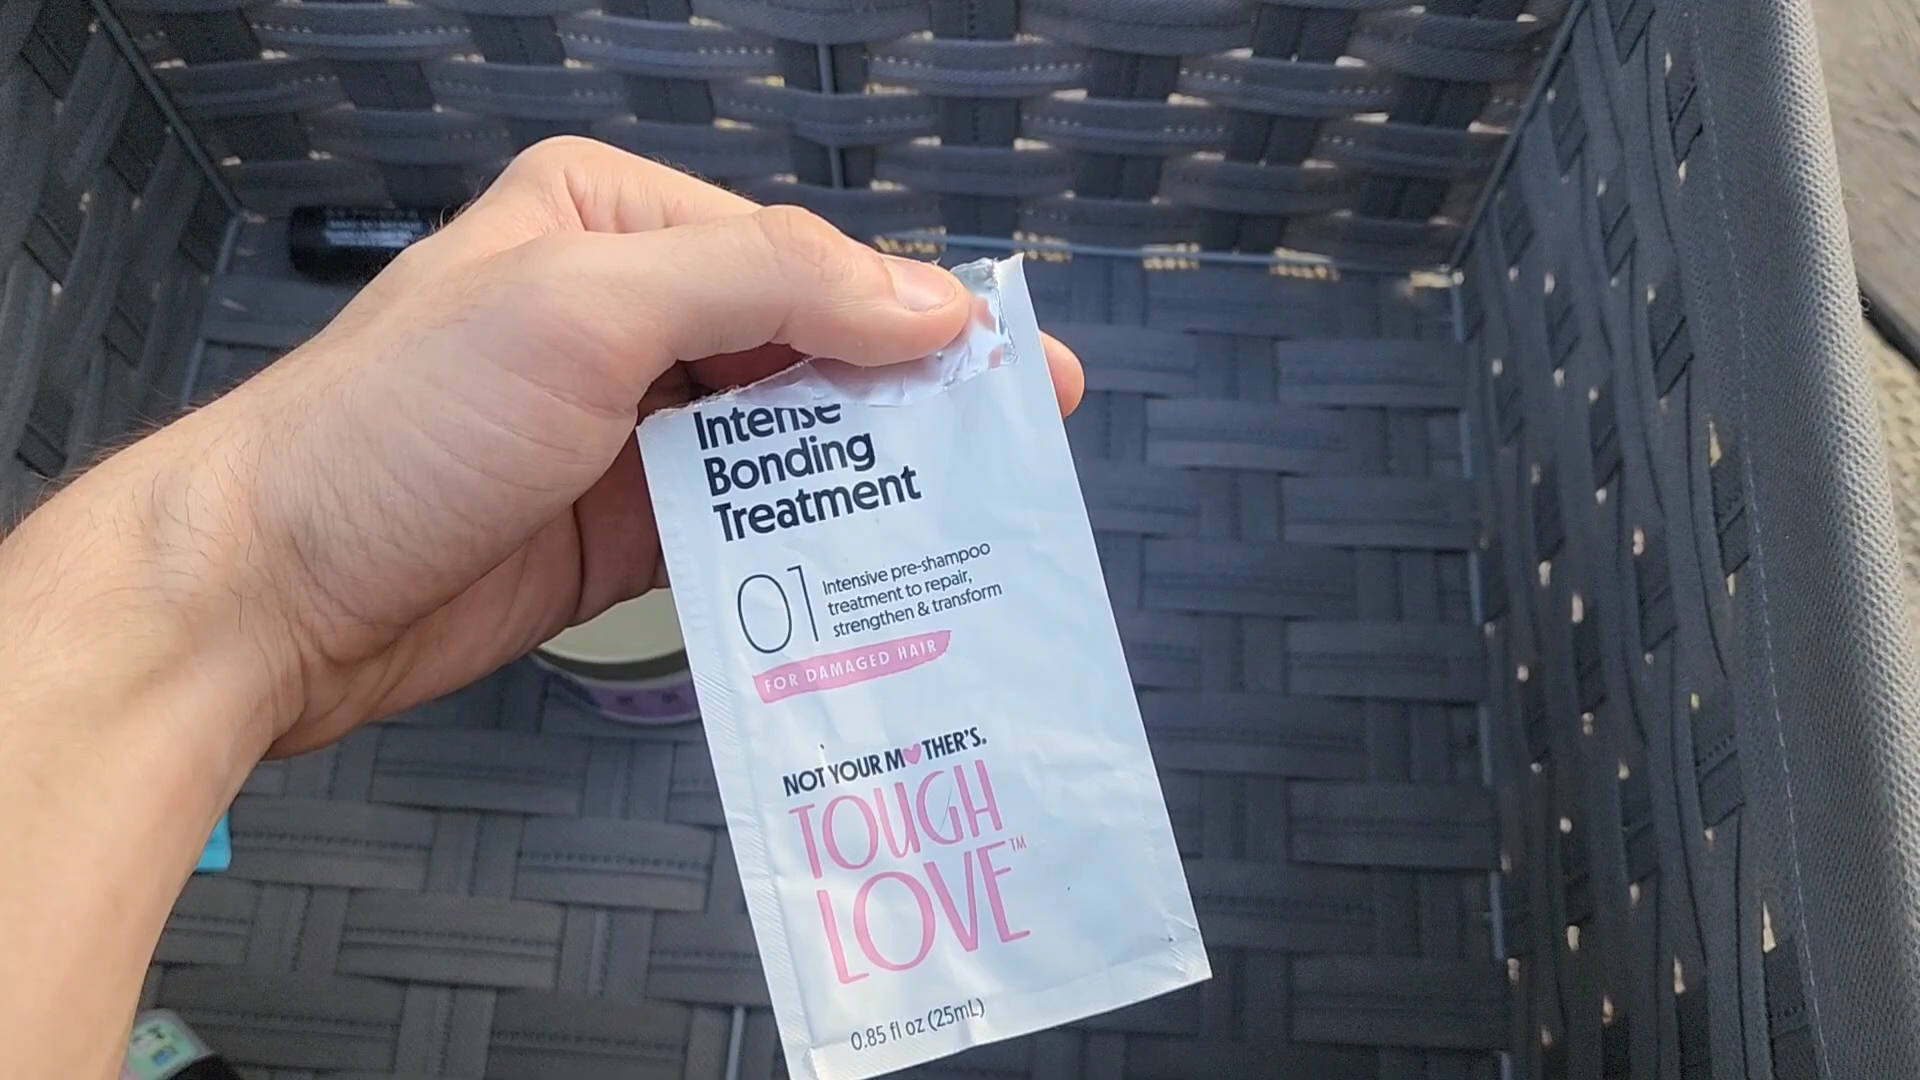 Intense
Bonding
Treatment
01
Intensive pre-shampoo
treatment to repair,
strengthen & transform
FOR DAMAGED HAIR
NOT YOUR M♥THER'S.
TOUGH
LOVE™
0.85 fl oz (25mL)